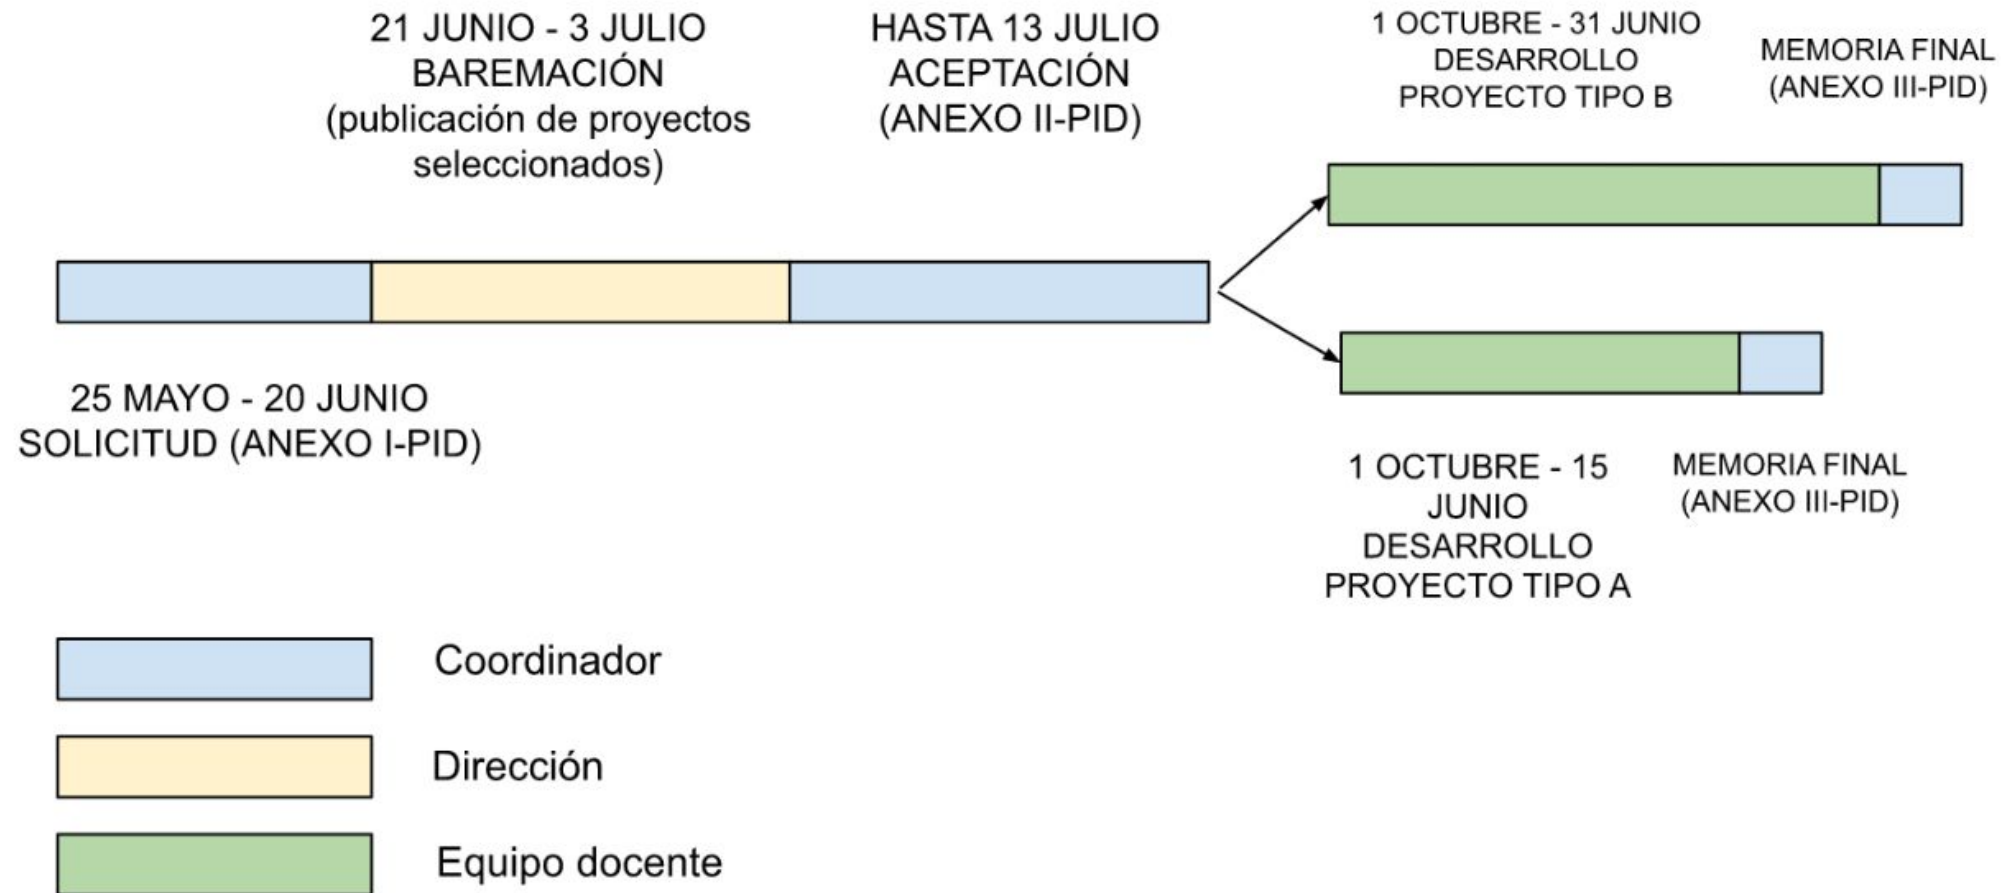 21 JUNIO - 3 JULIO
BAREMACIÓN
(publicación de proyectos
seleccionados)
HASTA 13 JULIO
ACEPTACIÓN
(ANEXO II-PID)
1 OCTUBRE - 31 JUNIO
DESARROLLO
PROYECTO TIPO B
MEMORIA FINAL
(ANEXO III-PID)
25 MAYO - 20 JUNIO
SOLICITUD (ANEXO I-PID)
1 OCTUBRE - 15
JUNIO
DESARROLLO
PROYECTO TIPO A
MEMORIA FINAL
(ANEXO III-PID)
Coordinador
Dirección
Equipo docente